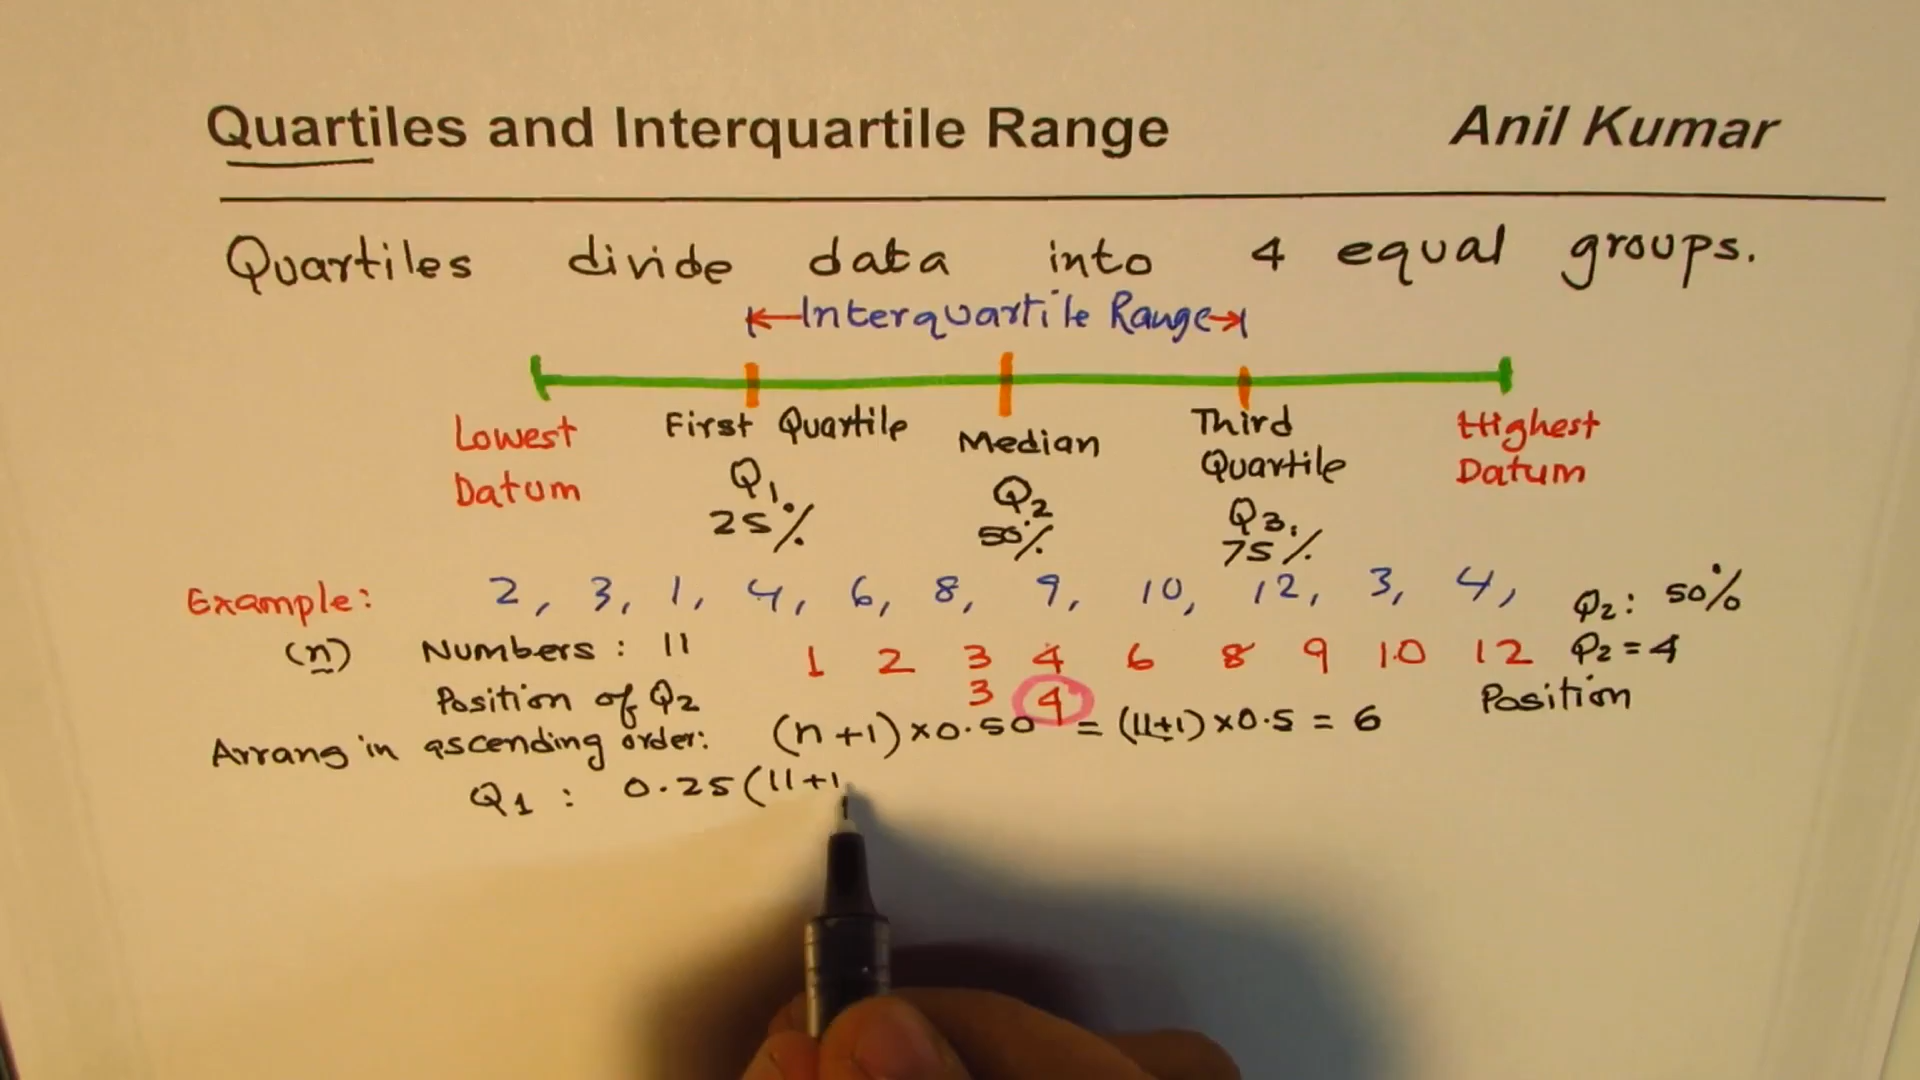 Quartiles and Interquartile Range Anil Kumar
Quartiles divide data into 4 equal groups.
Interquartile Range
Lowest Datum
First Quartile Q1 25%
Median Q2 50%
Third Quartile Q3, 75%
Highest Datum
Example: 2, 3, 1, 4, 6, 8, 9, 10, 12, 3, 4, Q2: 50%
(n) Numbers: 11 1 2 3 4 6 8 9 10 12 Q2 = 4
Position of Q2 3 4 Position
Arrang in ascending order: (n+1)×0.50 = (11+1)×0.5 = 6
Q1 : 0.25(11+1